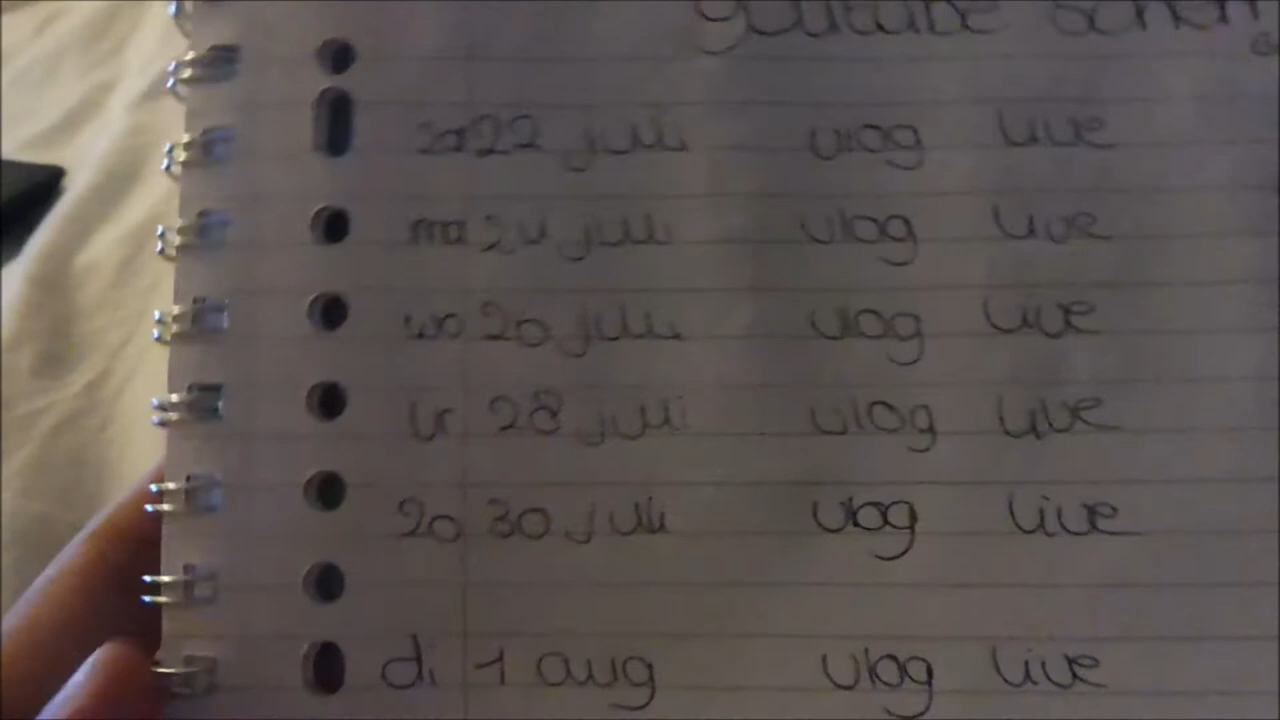 youtube schem
za 22 juli vlog live
ma 24 juli vlog live
wo 26 juli vlog live
vr 28 juli vlog live
zo 30 juli vlog live
di 1 aug vlog live